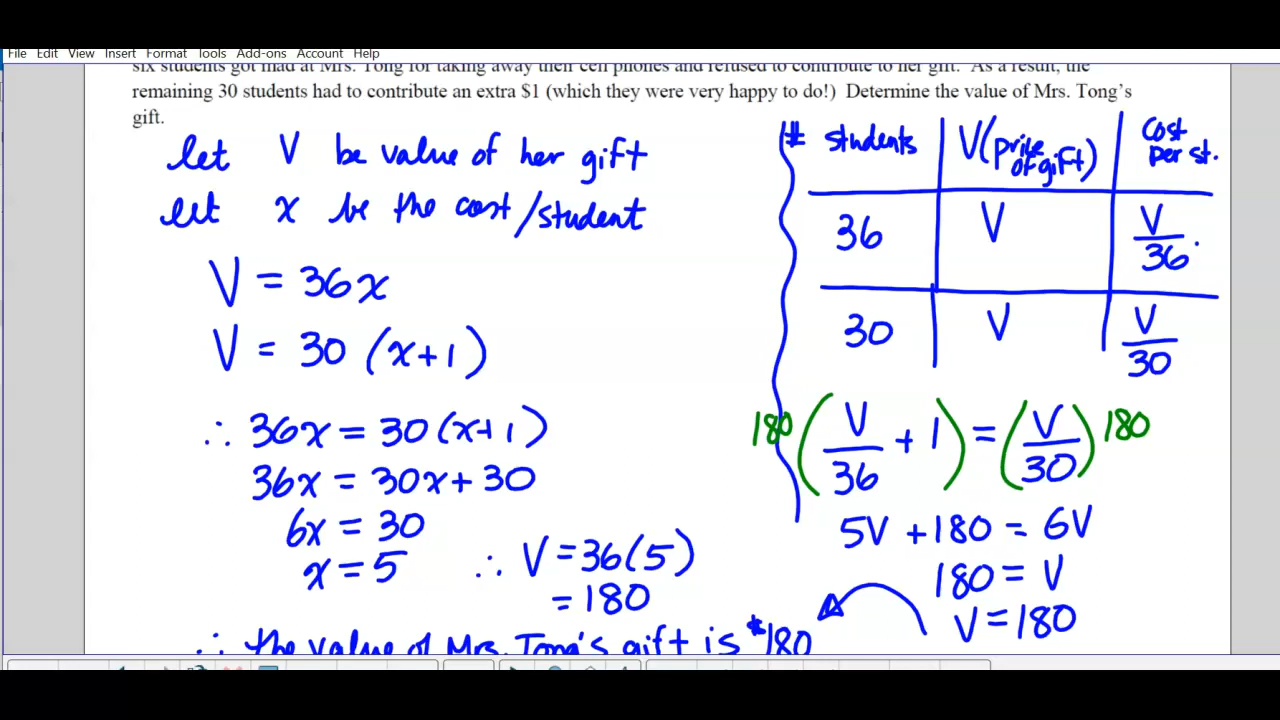 File Edit View Insert Format Tools Add-ons Account Help
six students got mad at Mrs. Tong for taking away their cell phones and refused to contribute to her gift. As a result, the
remaining 30 students had to contribute an extra $1 (which they were very happy to do!) Determine the value of Mrs. Tong's
gift.
let V be value of her gift
let x be the cost/student
V = 36x
V = 30 (x+1)
∴ 36x = 30(x+1)
36x = 30x + 30
6x = 30
x = 5
∴ V = 36(5)
= 180
∴ the value of Mrs. Tong's gift is $180
# students V(price of gift) Cost per st.
36 V V/36
30 V V/30
180 (V/36 + 1) = (V/30) 180
5V + 180 = 6V
180 = V
V = 180